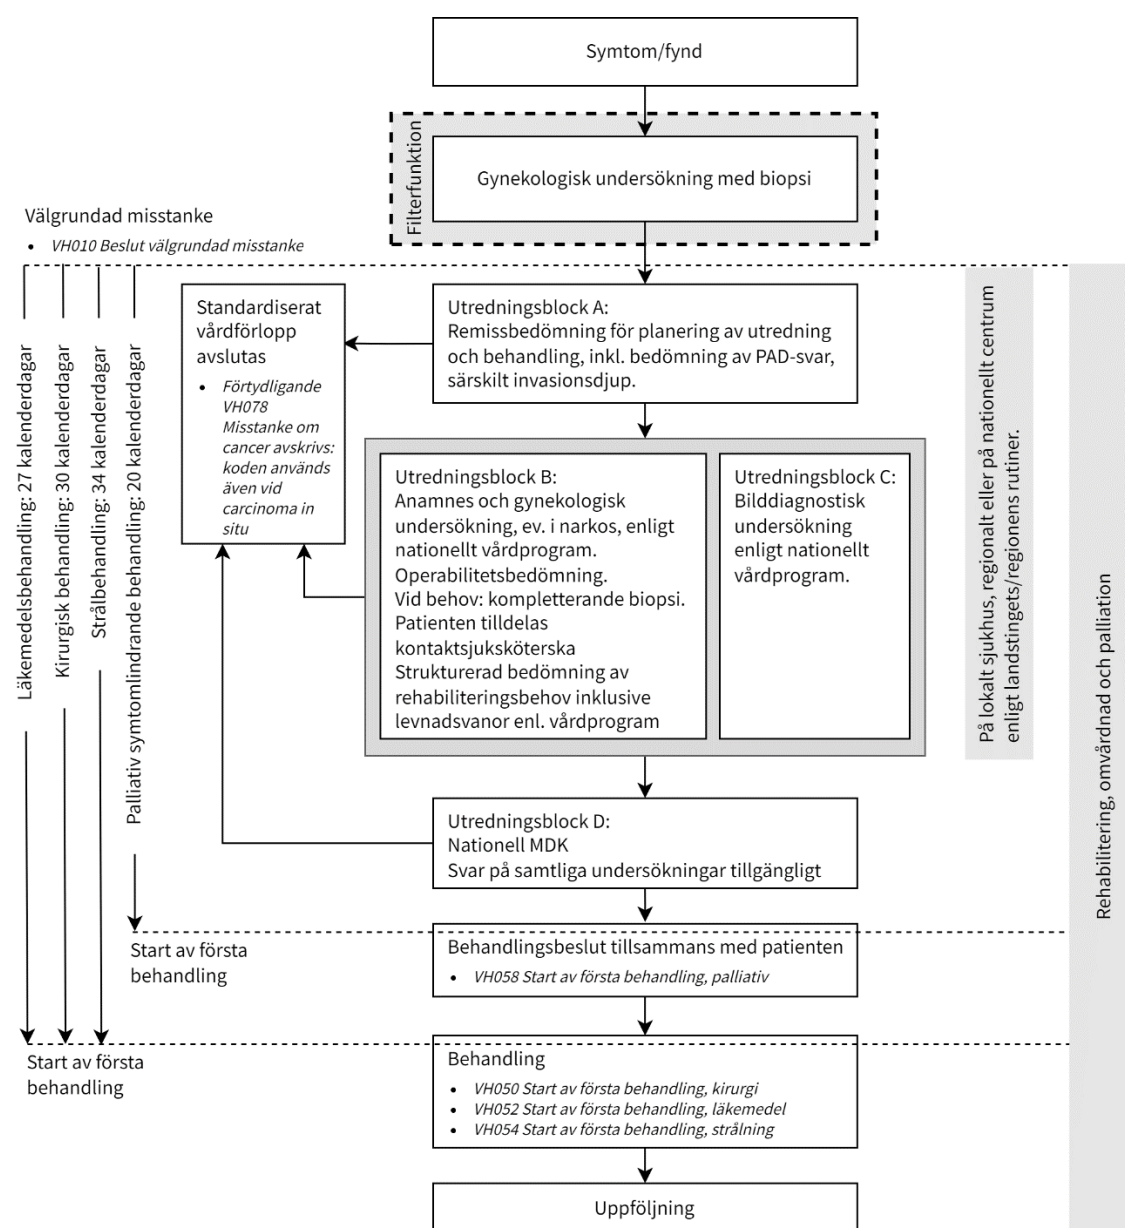 Symtom/fynd
Filterfunktion
Gynekologisk undersökning med biopsi
Välgrundad misstanke
• VH010 Beslut välgrundad misstanke
Läkemedelsbehandling: 27 kalenderdagar
Kirurgisk behandling: 30 kalenderdagar
Strålbehandling: 34 kalenderdagar
Palliativ symtomlindrande behandling: 20 kalenderdagar
Standardiserat
vårdförlopp
avslutas
• Förtydligande
VH078
Misstanke om
cancer avskrivs:
koden används
även vid
carcinoma in
situ
Utredningsblock A:
Remissbedömning för planering av utredning
och behandling, inkl. bedömning av PAD-svar,
särskilt invasionsdjup.
Utredningsblock B:
Anamnes och gynekologisk
undersökning, ev. i narkos, enligt
nationellt vårdprogram.
Operabilitetsbedömning.
Vid behov: kompletterande biopsi.
Patienten tilldelas
kontaktsjuksköterska
Strukturerad bedömning av
rehabiliteringsbehov inklusive
levnadsvanor enl. vårdprogram
Utredningsblock C:
Bilddiagnostisk
undersökning
enligt nationellt
vårdprogram.
På lokalt sjukhus, regionalt eller på nationellt centrum
enligt landstingets/regionens rutiner.
Rehabilitering, omvårdnad och palliation
Utredningsblock D:
Nationell MDK
Svar på samtliga undersökningar tillgängligt
Start av första
behandling
Behandlingsbeslut tillsammans med patienten
• VH058 Start av första behandling, palliativ
Start av första
behandling
Behandling
• VH050 Start av första behandling, kirurgi
• VH052 Start av första behandling, läkemedel
• VH054 Start av första behandling, strålning
Uppföljning